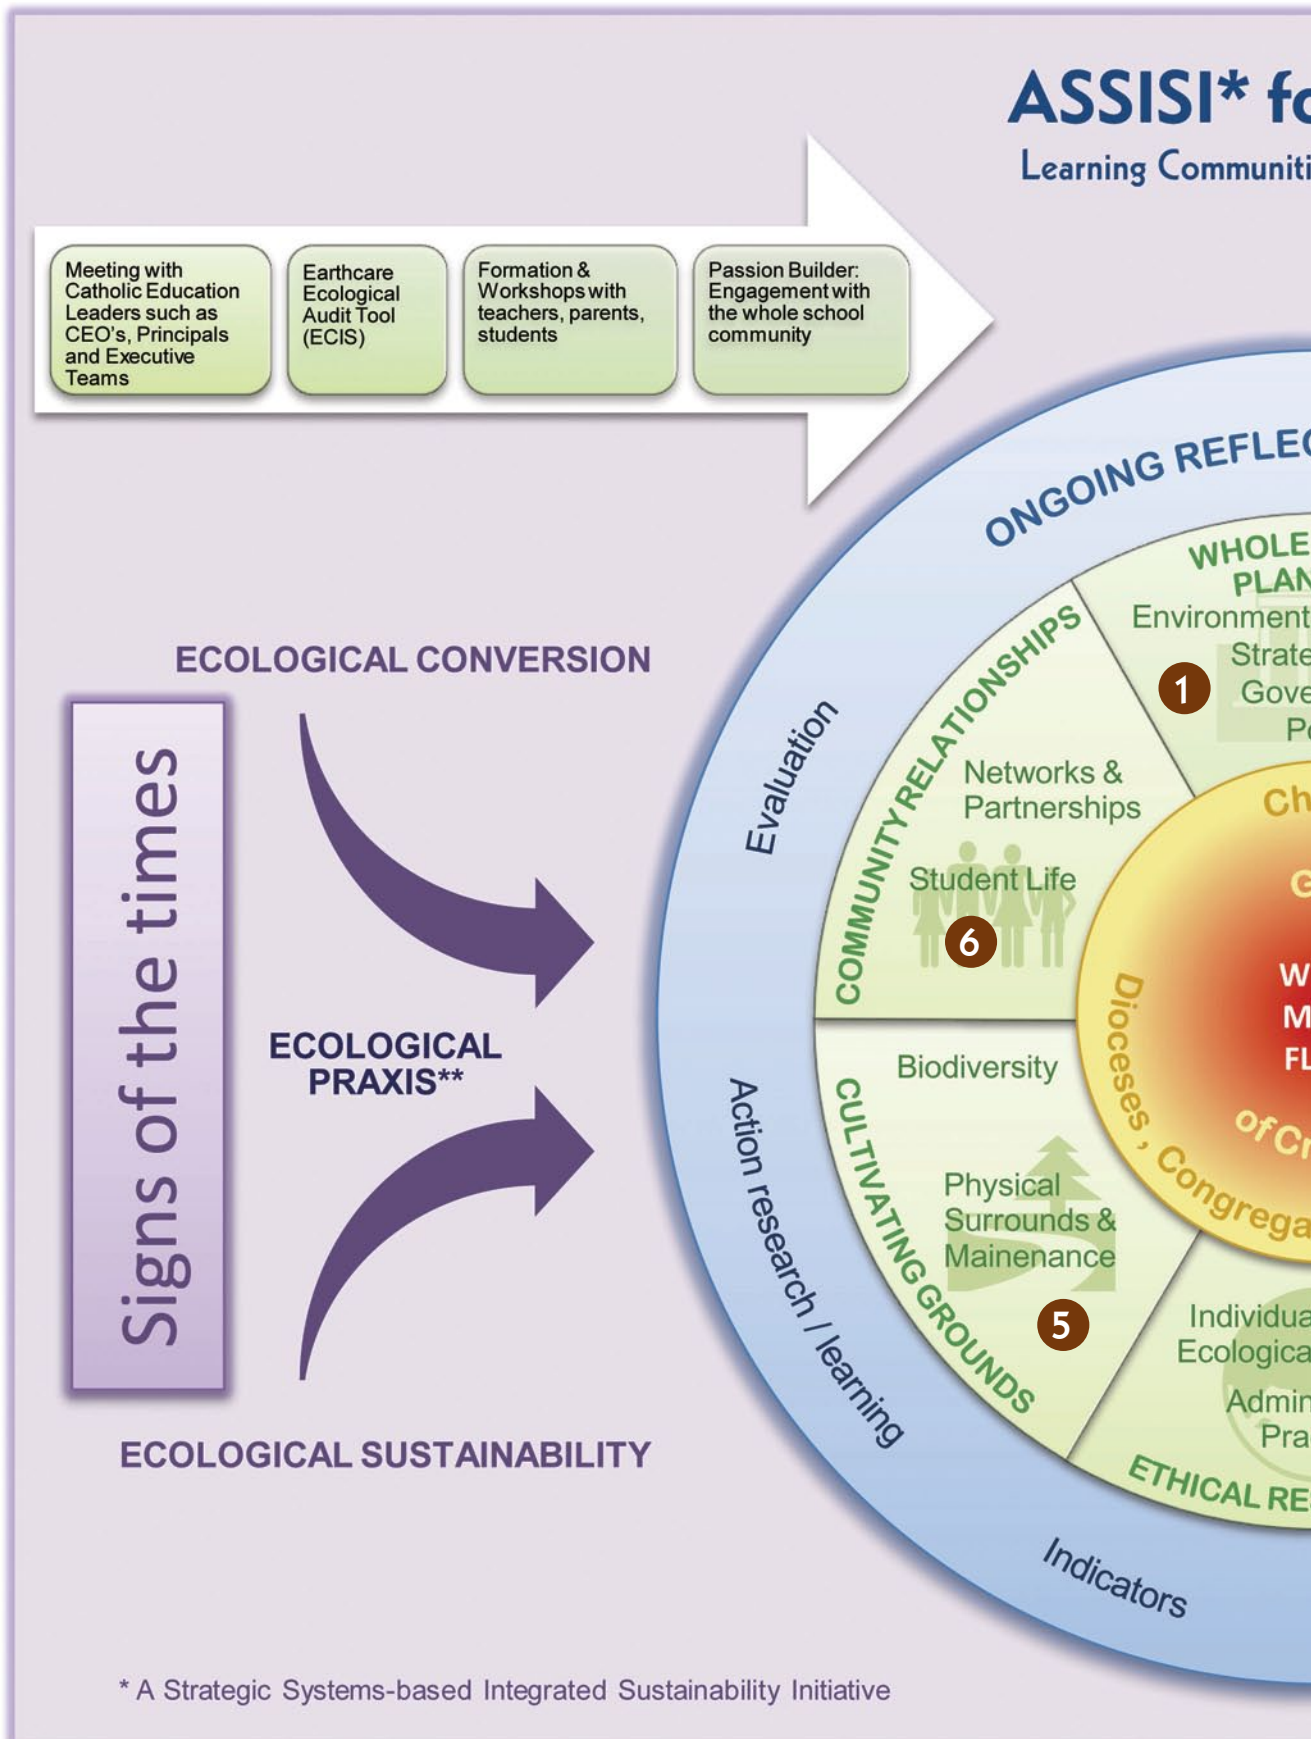 ASSISI* fo
Learning Communiti
Meeting with
Catholic Education
Leaders such as
CEO's, Principals
and Executive
Teams
Earthcare
Ecological
Audit Tool
(ECIS)
Formation &
Workshops with
teachers, parents,
students
Passion Builder:
Engagement with
the whole school
community
ONGOING REFLEC
WHOLE
PLAN
Environment
Strate
Gove
Po
1
ECOLOGICAL CONVERSION
Signs of the times
ECOLOGICAL
PRAXIS**
ECOLOGICAL SUSTAINABILITY
Evaluation
Action research / learning
Indicators
COMMUNITY RELATIONSHIPS
Networks &
Partnerships
Student Life
6
CULTIVATING GROUNDS
Biodiversity
Physical
Surrounds &
Mainenance
5
Individua
Ecologica
Admin
Prac
ETHICAL RES
Ch
G
W
M
FL
of Cr
Dioceses , Congrega
* A Strategic Systems-based Integrated Sustainability Initiative